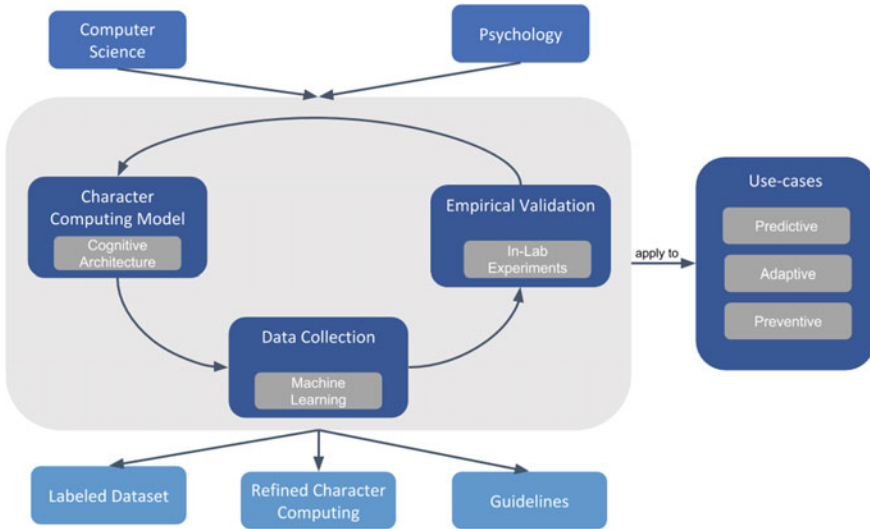 Computer
Science
Psychology
Character
Computing Model
Cognitive
Architecture
Empirical Validation
In-Lab
Experiments
Data Collection
Machine
Learning
apply to
Use-cases
Predictive
Adaptive
Preventive
Labeled Dataset
Refined Character
Computing
Guidelines